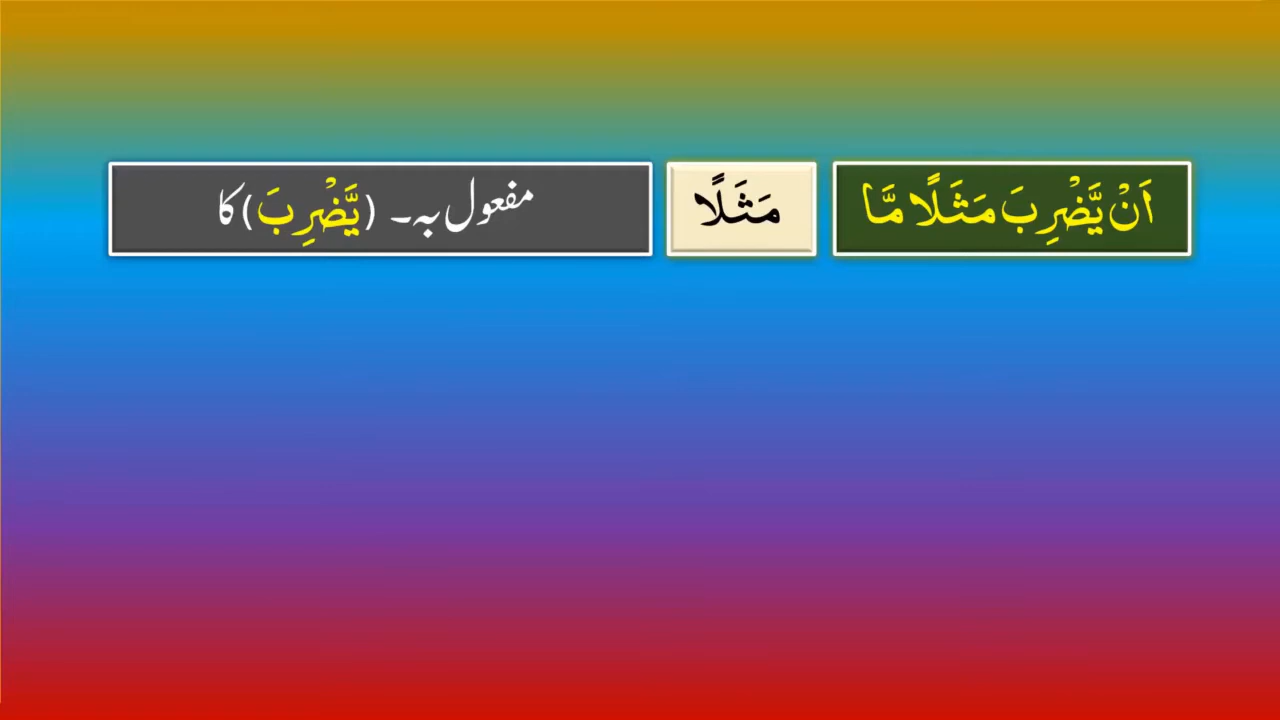 اَنْ يَّضْرِبَ مَثَلًا مَّا مَثَلًا مفعول بہ۔ (يَّضْرِبَ) کا